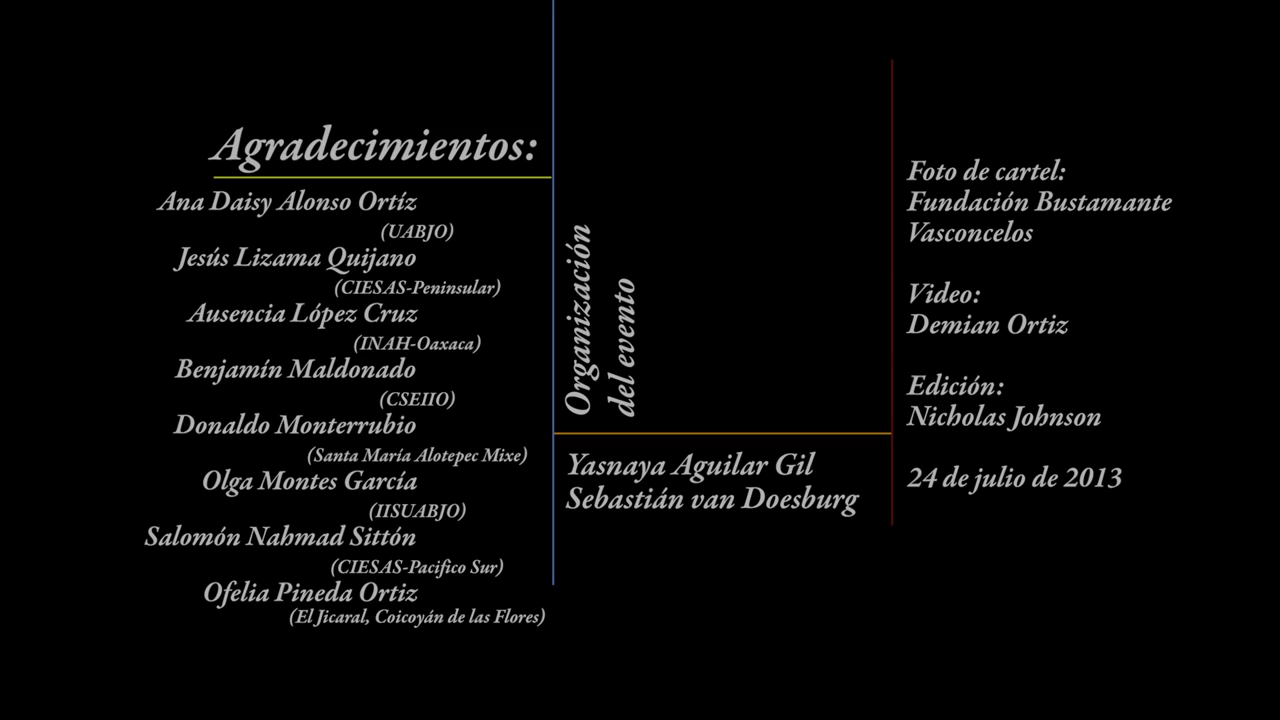 Agradecimientos:
Ana Daisy Alonso Ortíz
(UABJO)
Jesús Lizama Quijano
(CIESAS-Peninsular)
Ausencia López Cruz
(INAH-Oaxaca)
Benjamín Maldonado
(CSEIIO)
Donaldo Monterrubio
(Santa María Alotepec Mixe)
Olga Montes García
(IISUABJO)
Salomón Nahmad Sittón
(CIESAS-Pacifico Sur)
Ofelia Pineda Ortiz
(El Jicaral, Coicoyán de las Flores)
Organización
del evento
Yasnaya Aguilar Gil
Sebastián van Doesburg
Foto de cartel:
Fundación Bustamante
Vasconcelos
Video:
Demian Ortiz
Edición:
Nicholas Johnson
24 de julio de 2013